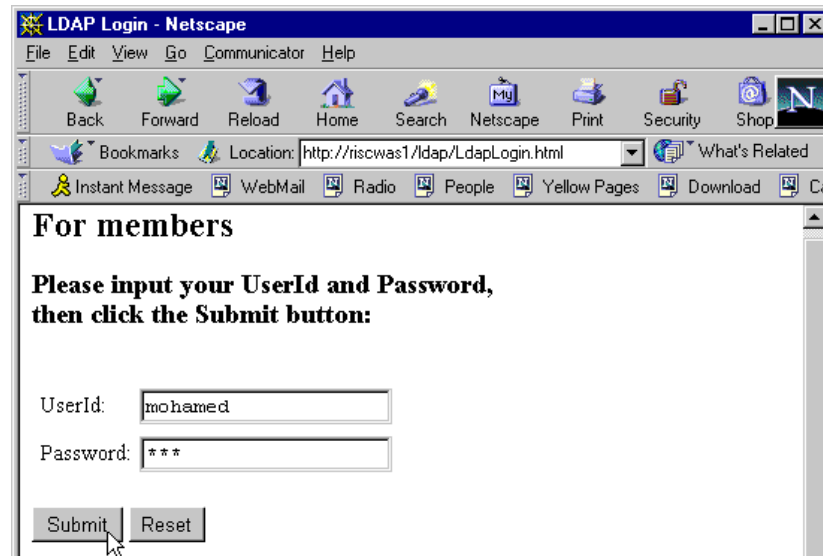 LDAP Login - Netscape
File Edit View Go Communicator Help
My
N
Back Forward Reload Home Search Netscape Print Security Shop
Bookmarks Location: http://riscwas1/ldap/LdapLogin.html What's Related
Instant Message WebMail Radio People Yellow Pages Download
For members
Please input your UserId and Password,
then click the Submit button:
UserId: mohamed
Password: ***
Submit Reset